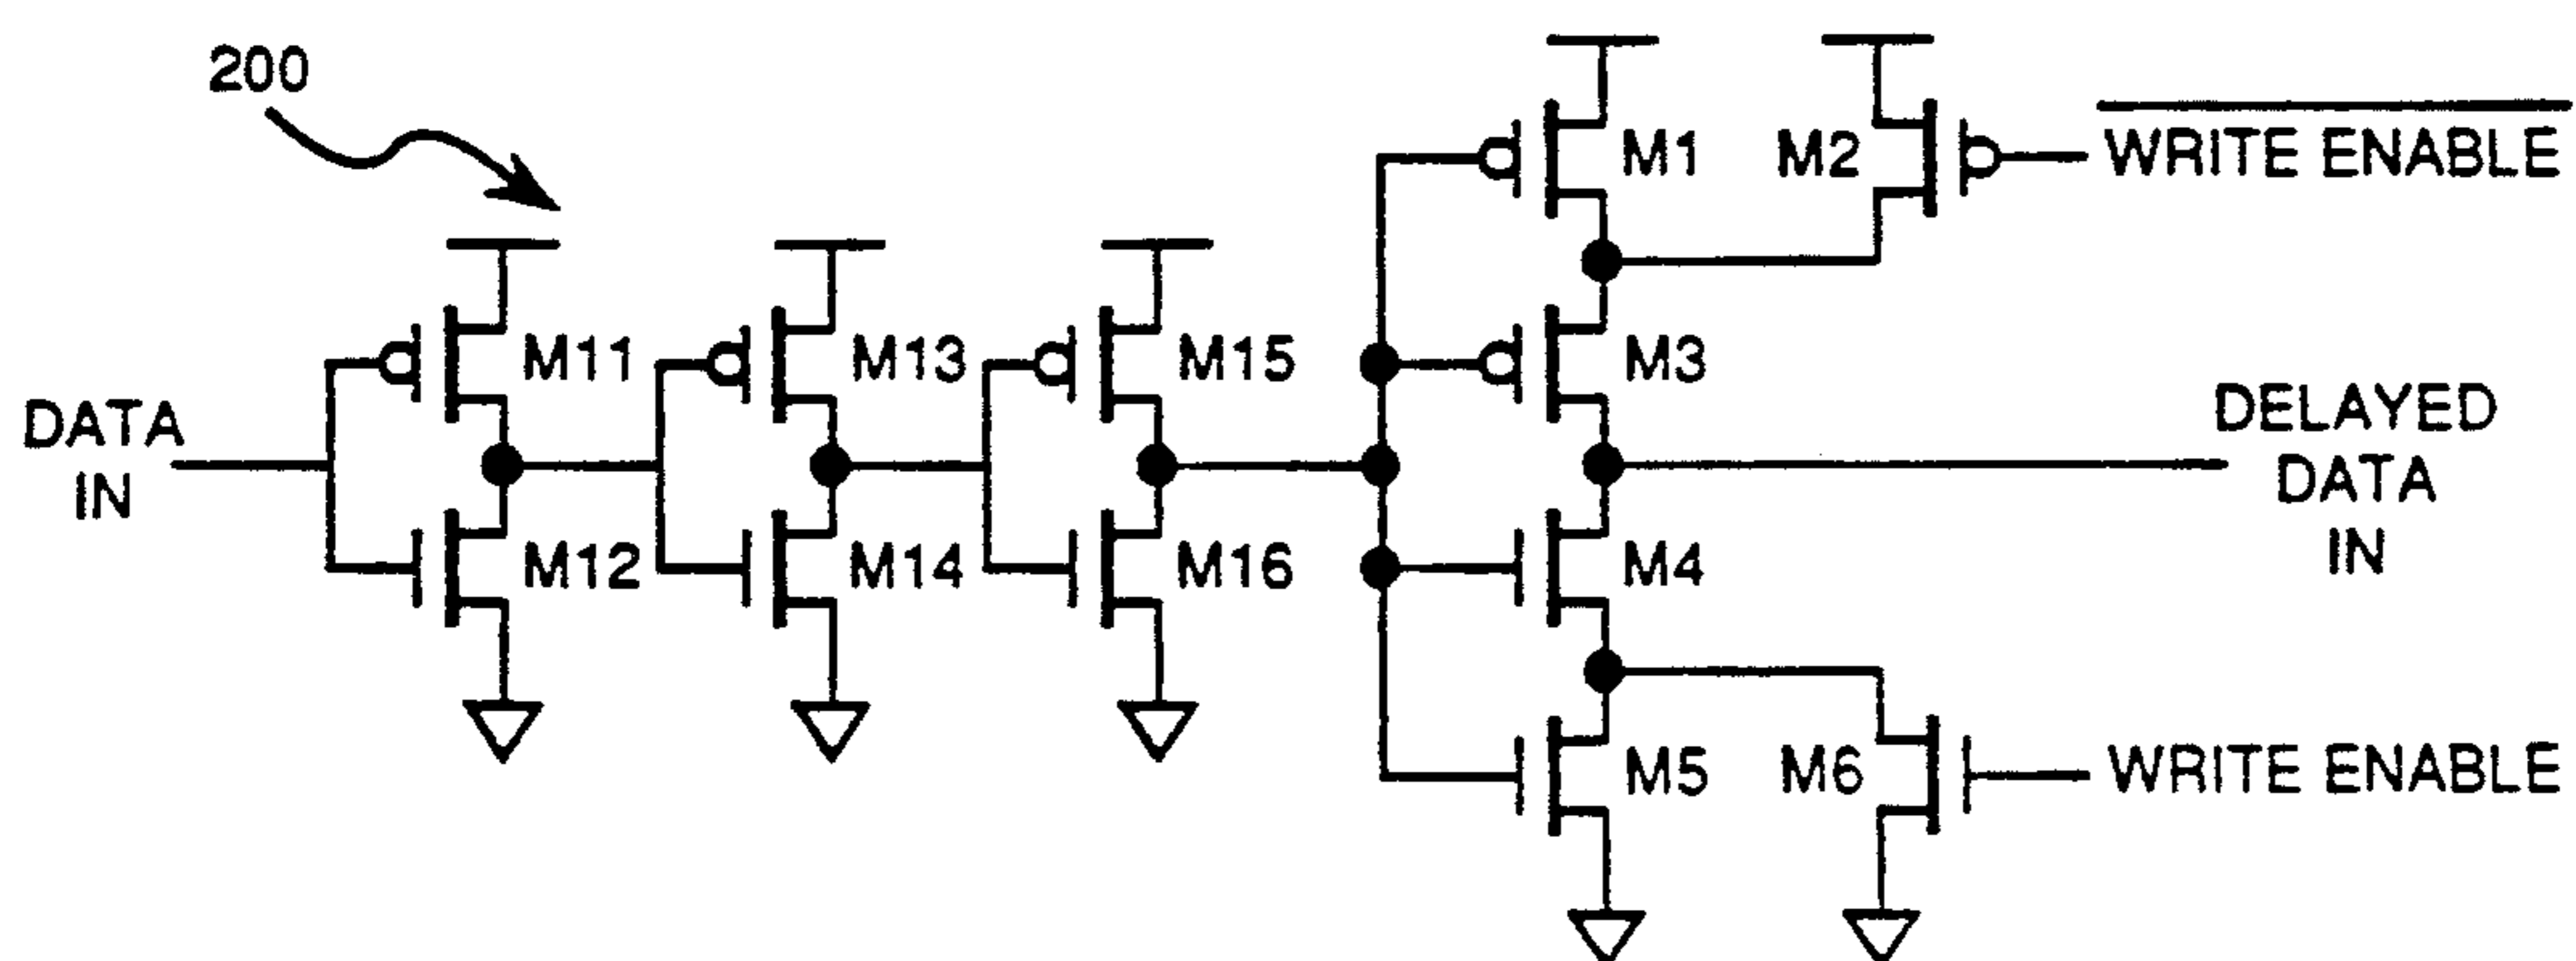 200
M1
M2
WRITE ENABLE
M11
M13
M15
M3
DATA
IN
DELAYED
DATA
IN
M12
M14
M16
M4
M5
M6
WRITE ENABLE